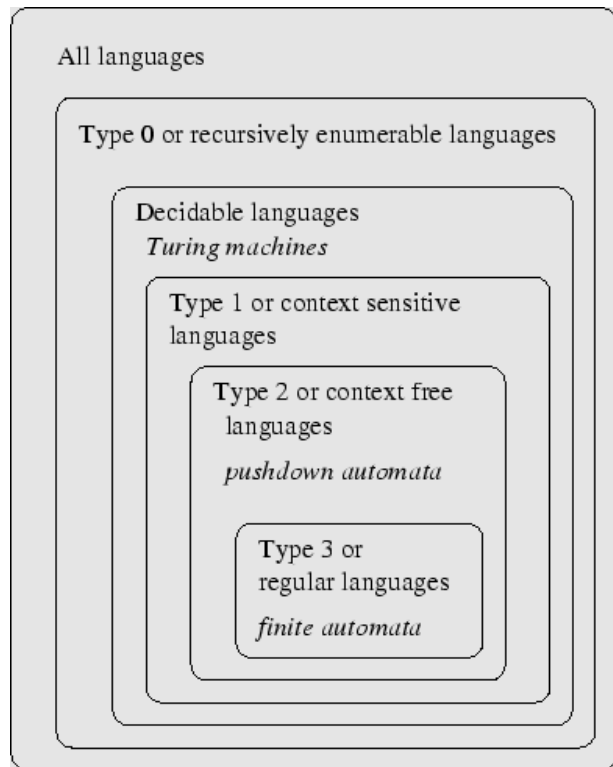 All languages
Type 0 or recursively enumerable languages
Decidable languages
Turing machines
Type 1 or context sensitive
languages
Type 2 or context free
languages
pushdown automata
Type 3 or
regular languages
finite automata